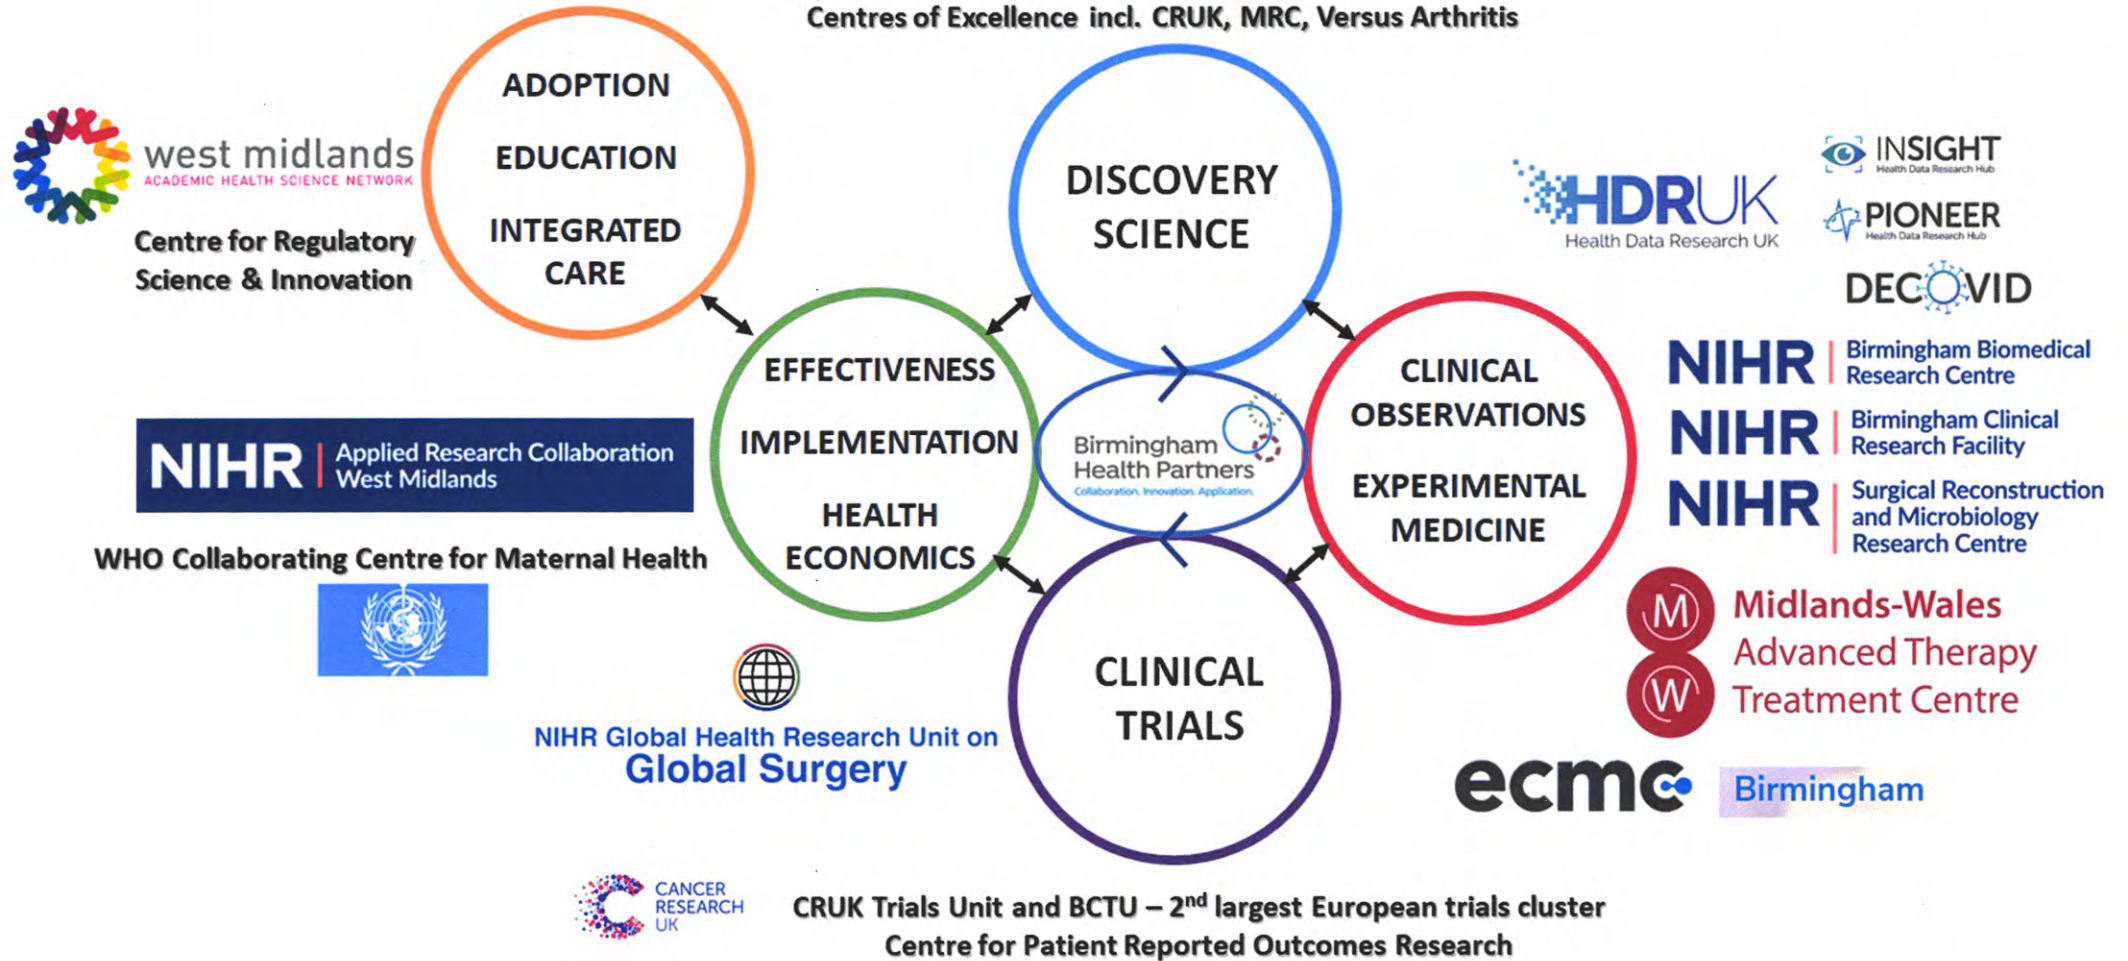 Centres of Excellence incl. CRUK, MRC, Versus Arthritis
ADOPTION
EDUCATION
INTEGRATED
CARE
west midlands
ACADEMIC HEALTH SCIENCE NETWORK
Centre for Regulatory
Science & Innovation
DISCOVERY
SCIENCE
HDRUK
Health Data Research UK
INSIGHT
Health Data Research Hub
PIONEER
Health Data Research Hub
DECOVID
EFFECTIVENESS
IMPLEMENTATION
HEALTH
ECONOMICS
Birmingham
Health Partners
Collaboration. Innovation. Application.
CLINICAL
OBSERVATIONS
EXPERIMENTAL
MEDICINE
NIHR | Birmingham Biomedical
Research Centre
NIHR | Birmingham Clinical
Research Facility
NIHR | Surgical Reconstruction
and Microbiology
Research Centre
NIHR | Applied Research Collaboration
West Midlands
WHO Collaborating Centre for Maternal Health
NIHR Global Health Research Unit on
Global Surgery
CLINICAL
TRIALS
M
W
Midlands-Wales
Advanced Therapy
Treatment Centre
ecmc Birmingham
CANCER
RESEARCH
UK
CRUK Trials Unit and BCTU – 2nd largest European trials cluster
Centre for Patient Reported Outcomes Research